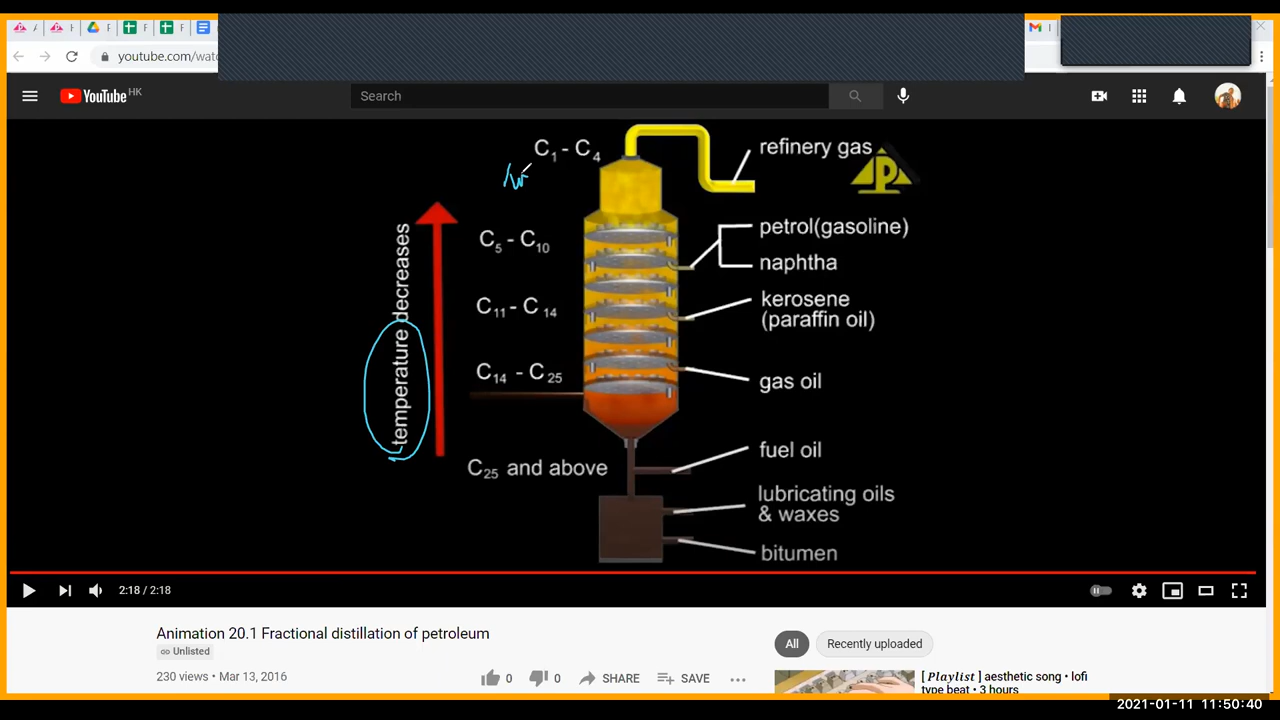 youtube.com/watc
YouTube HK
Search
C1 - C4
refinery gas
P
temperature decreases
C5 - C10
petrol(gasoline)
naphtha
C11 - C14
kerosene
(paraffin oil)
C14 - C25
gas oil
C25 and above
fuel oil
lubricating oils
& waxes
bitumen
2:18 / 2:18
Animation 20.1 Fractional distillation of petroleum
Unlisted
230 views • Mar 13, 2016
0
0
SHARE
SAVE
All
Recently uploaded
[ Playlist ] aesthetic song • lofi
type beat • 3 hours
2021-01-11 11:50:40